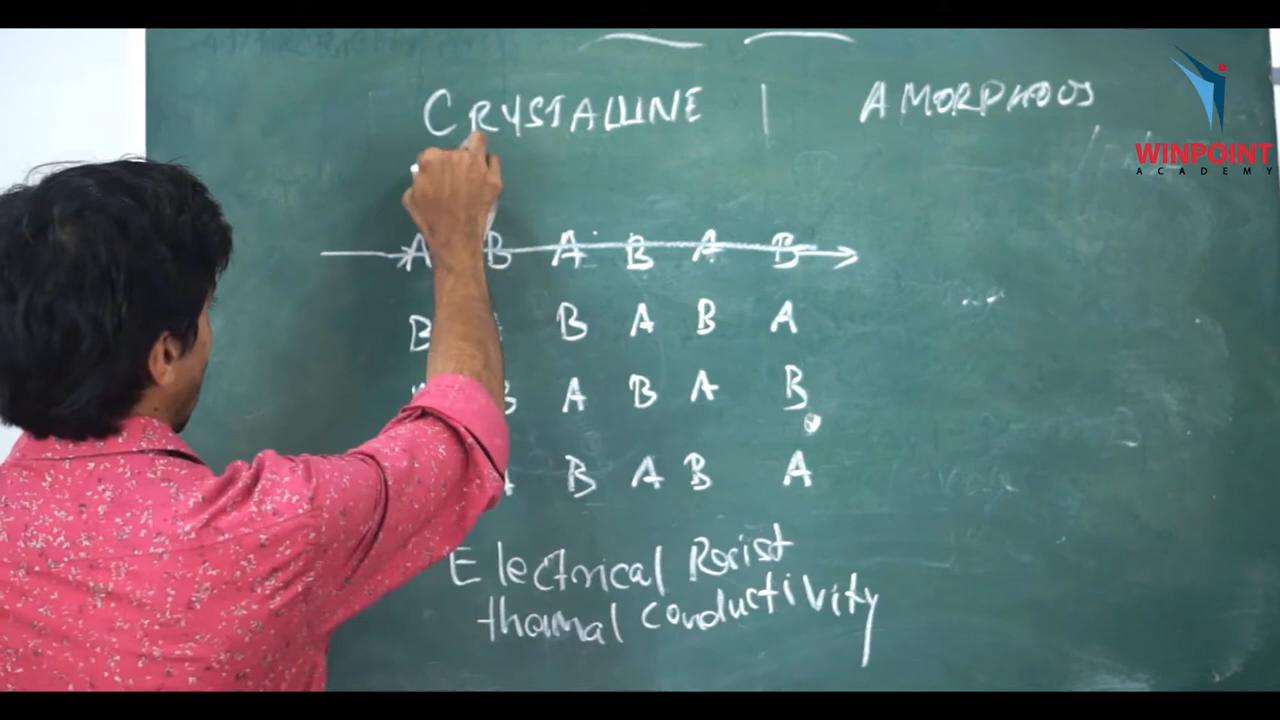 CRYSTALLINE | AMORPHOUS
WINPOINT
ACADEMY
A B A B A B
B B A B A
B A B A B
A B A B A
Electrical Resist
thermal conductivity